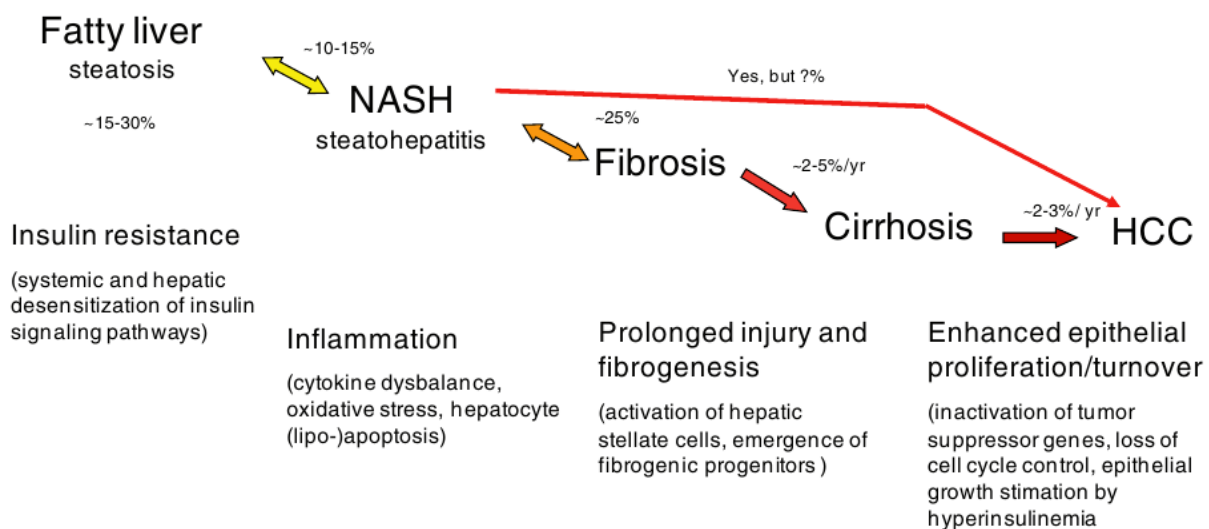 Fatty liver
steatosis
~15-30%
~10-15%
NASH
steatohepatitis
Yes, but ?%
~25%
Fibrosis
~2-5%/yr
Cirrhosis
~2-3%/ yr
HCC
Insulin resistance
(systemic and hepatic
desensitization of insulin
signaling pathways)
Inflammation
(cytokine dysbalance,
oxidative stress, hepatocyte
(lipo-)apoptosis)
Prolonged injury and
fibrogenesis
(activation of hepatic
stellate cells, emergence of
fibrogenic progenitors )
Enhanced epithelial
proliferation/turnover
(inactivation of tumor
suppressor genes, loss of
cell cycle control, epithelial
growth stimation by
hyperinsulinemia